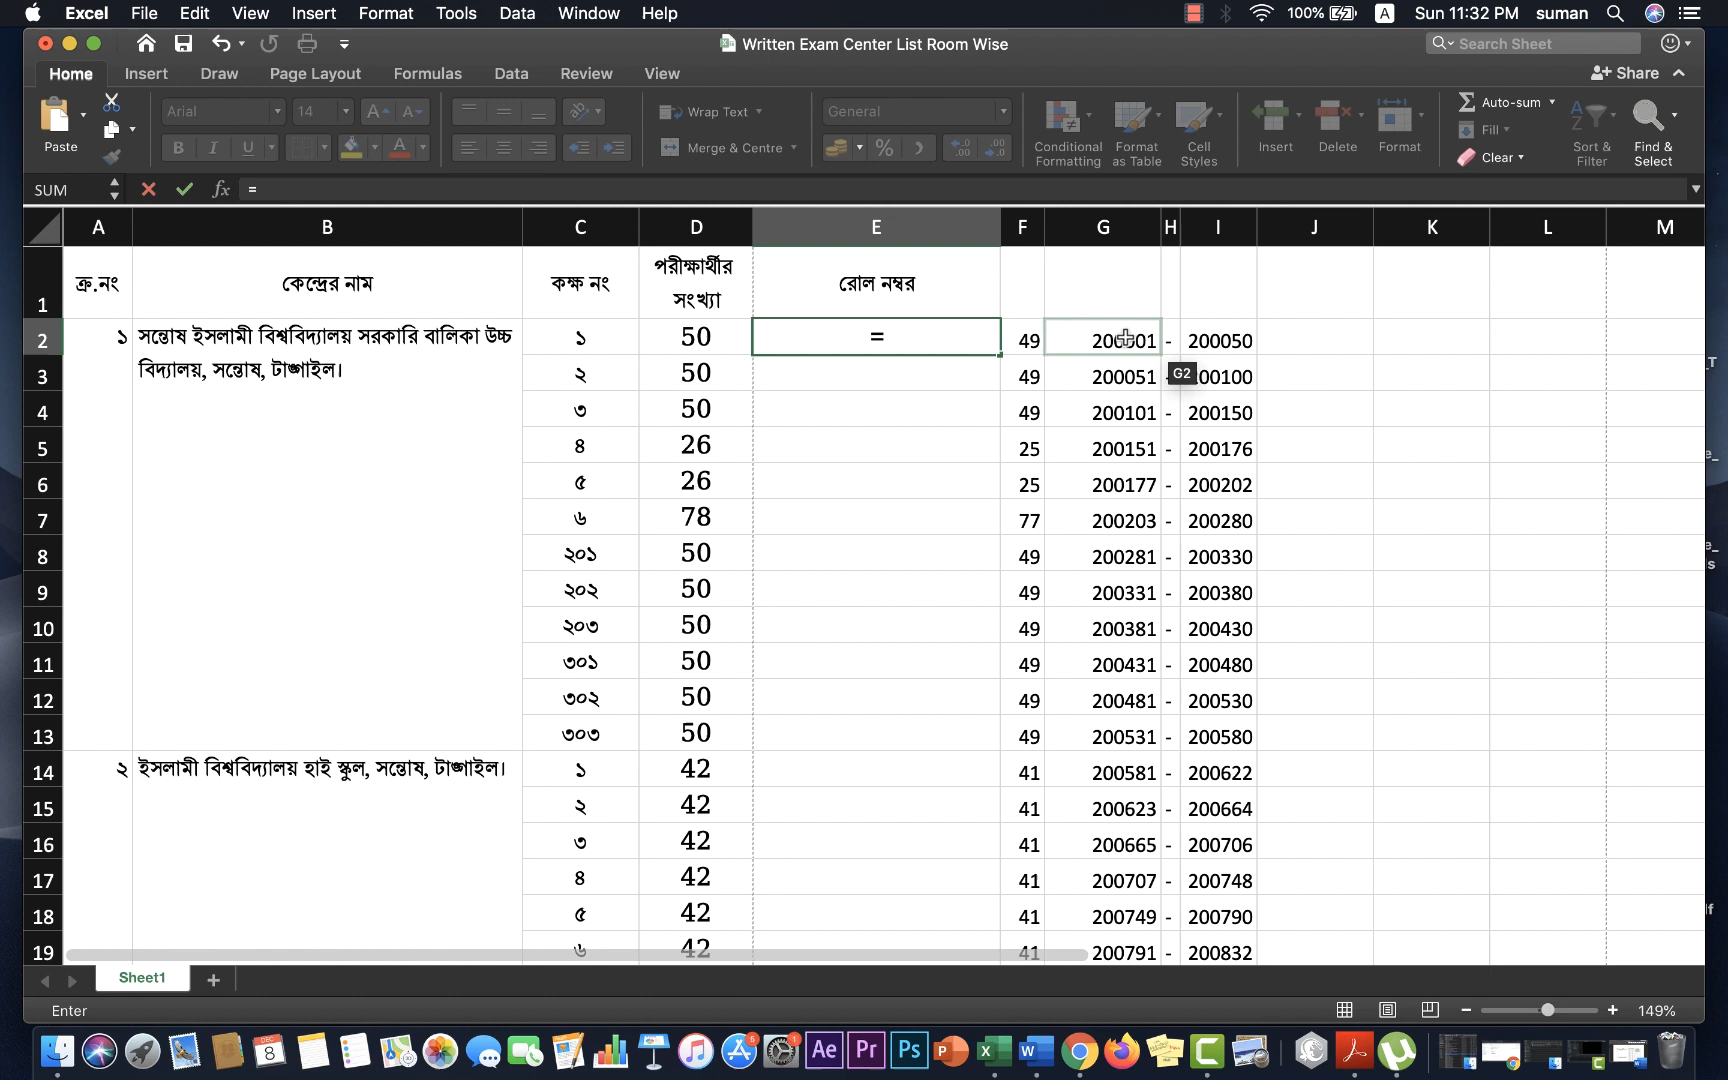 Excel File Edit View Insert Format Tools Data Window Help 100% A Sun 11:32 PM suman
Written Exam Center List Room Wise Search Sheet
Home Insert Draw Page Layout Formulas Data Review View Share
Paste Arial 14 A A Wrap Text General Auto-sum
Fill
B I U A Merge & Centre % Conditional Formatting Format as Table Cell Styles Insert Delete Format Clear Sort & Filter Find & Select
SUM fx =
A B C D E F G H I J K L M
1 ক্র.নং কেন্দ্রের নাম কক্ষ নং পরীক্ষার্থীর সংখ্যা রোল নম্বর
2 ১ সন্তোষ ইসলামী বিশ্ববিদ্যালয় সরকারি বালিকা উচ্চ ১ 50 = 49 - 200050
3 বিদ্যালয়, সন্তোষ, টাঙ্গাইল। ২ 50 49 200051 G2
4 ৩ 50 49 200101 - 200150
5 ৪ 26 25 200151 - 200176
6 ৫ 26 25 200177 - 200202
7 ৬ 78 77 200203 - 200280
8 ২০১ 50 49 200281 - 200330
9 ২০২ 50 49 200331 - 200380
10 ২০৩ 50 49 200381 - 200430
11 ৩০১ 50 49 200431 - 200480
12 ৩০২ 50 49 200481 - 200530
13 ৩০৩ 50 49 200531 - 200580
14 ২ ইসলামী বিশ্ববিদ্যালয় হাই স্কুল, সন্তোষ, টাঙ্গাইল। ১ 42 41 200581 - 200622
15 ২ 42 41 200623 - 200664
16 ৩ 42 41 200665 - 200706
17 ৪ 42 41 200707 - 200748
18 ৫ 42 41 200749 - 200790
19 ৬ 42 41 200791 - 200832
Sheet1
Enter 149%
DEC 8 6 1 Ae Pr Ps P X W C